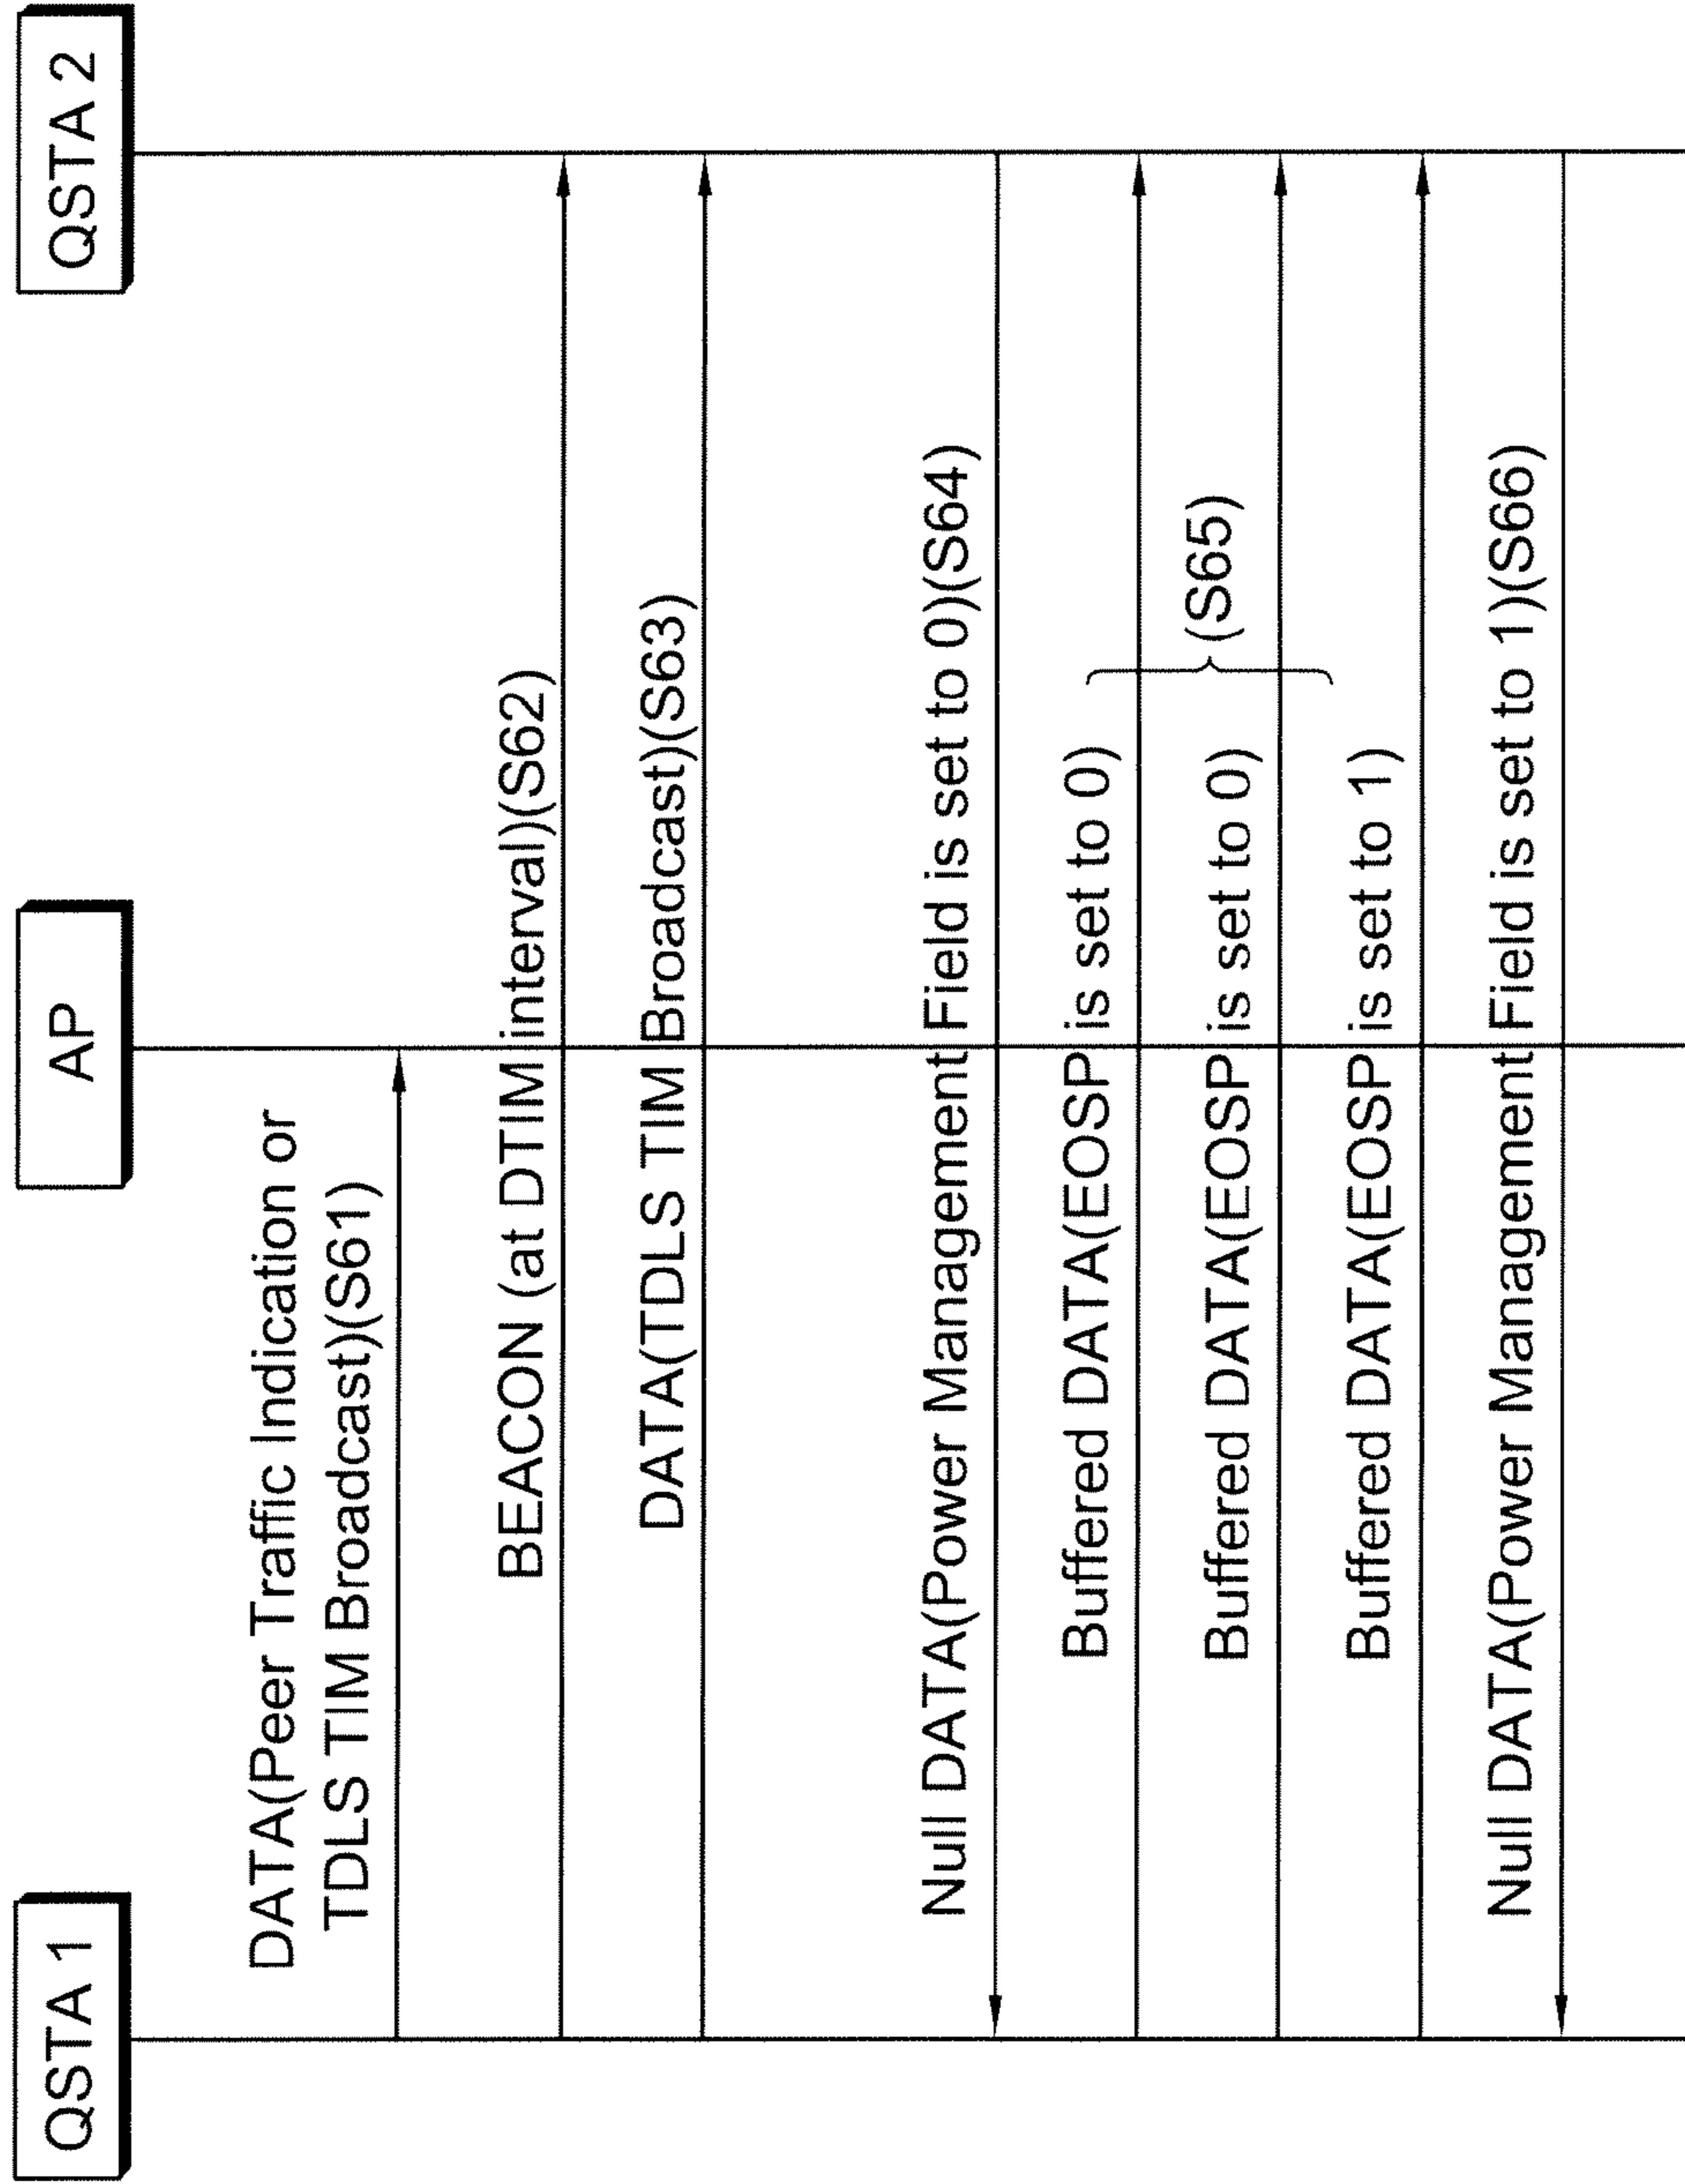 QSTA 1
AP
QSTA 2
DATA(Peer Traffic Indication or
TDLS TIM Broadcast)(S61)
BEACON (at DTIM interval)(S62)
DATA(TDLS TIM Broadcast)(S63)
Null DATA(Power Management Field is set to 0)(S64)
Buffered DATA(EOSP is set to 0)
(S65)
Buffered DATA(EOSP is set to 0)
Buffered DATA(EOSP is set to 1)
Null DATA(Power Management Field is set to 1)(S66)